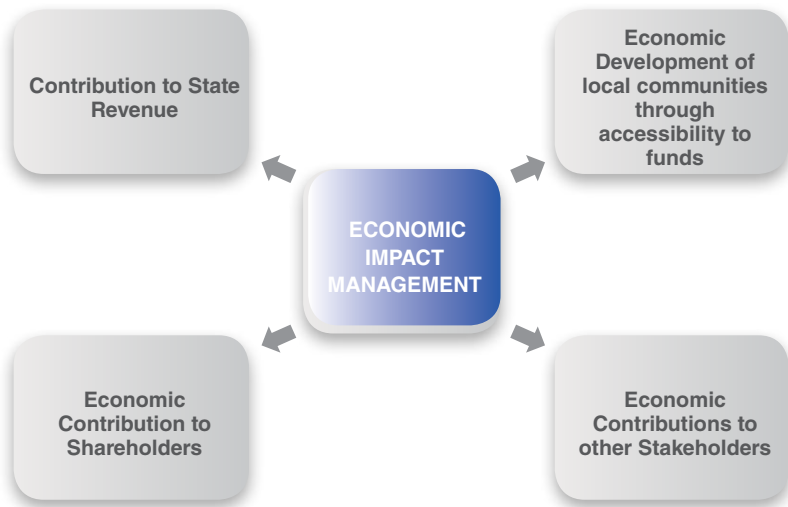 Contribution to State
Revenue
Economic
Development of
local communities
through
accessibility to
funds
ECONOMIC
IMPACT
MANAGEMENT
Economic
Contribution to
Shareholders
Economic
Contributions to
other Stakeholders